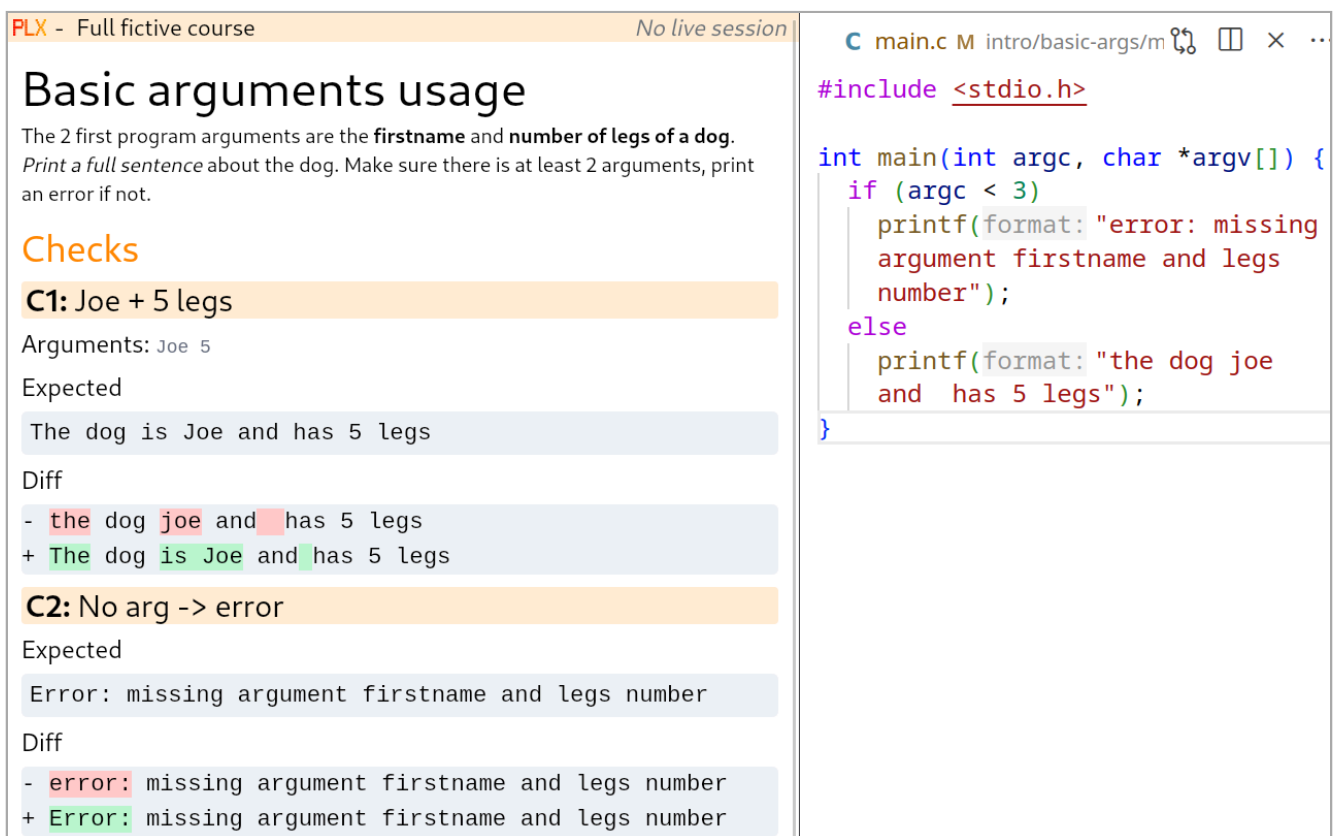 PLX - Full fictive course
No live session
Basic arguments usage
The 2 first program arguments are the firstname and number of legs of a dog.
Print a full sentence about the dog. Make sure there is at least 2 arguments, print
an error if not.
Checks
C1: Joe + 5 legs
Arguments: Joe 5
Expected
The dog is Joe and has 5 legs
Diff
- the dog joe and  has 5 legs
+ The dog is Joe and has 5 legs
C2: No arg -> error
Expected
Error: missing argument firstname and legs number
Diff
- error: missing argument firstname and legs number
+ Error: missing argument firstname and legs number
C main.c M intro/basic-args/m
#include <stdio.h>
int main(int argc, char *argv[]) {
if (argc < 3)
printf(format: "error: missing
argument firstname and legs
number");
else
printf(format: "the dog joe
and  has 5 legs");
}